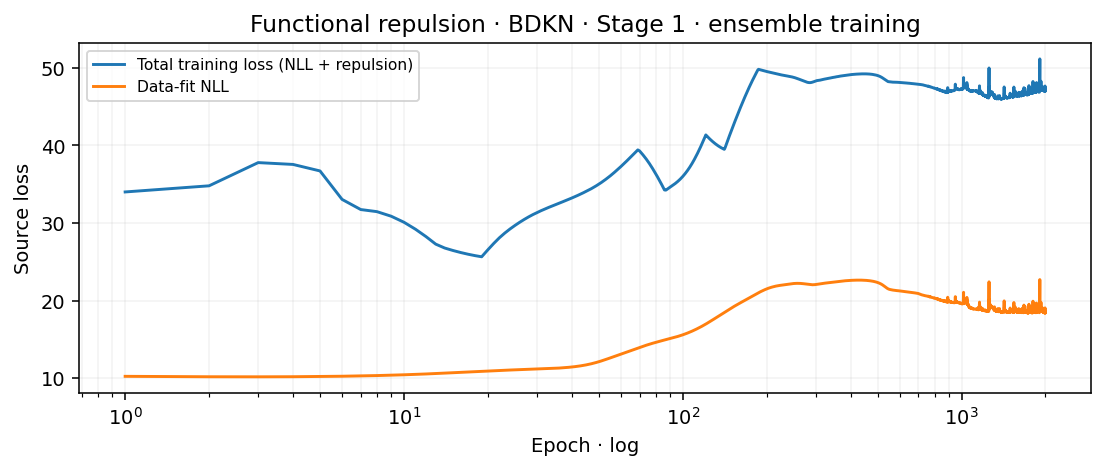 Functional repulsion · BDKN · Stage 1 · ensemble training
Total training loss (NLL + repulsion)
Data-fit NLL
Source loss
50
40
30
20
10
10⁰ 10¹ 10² 10³
Epoch · log